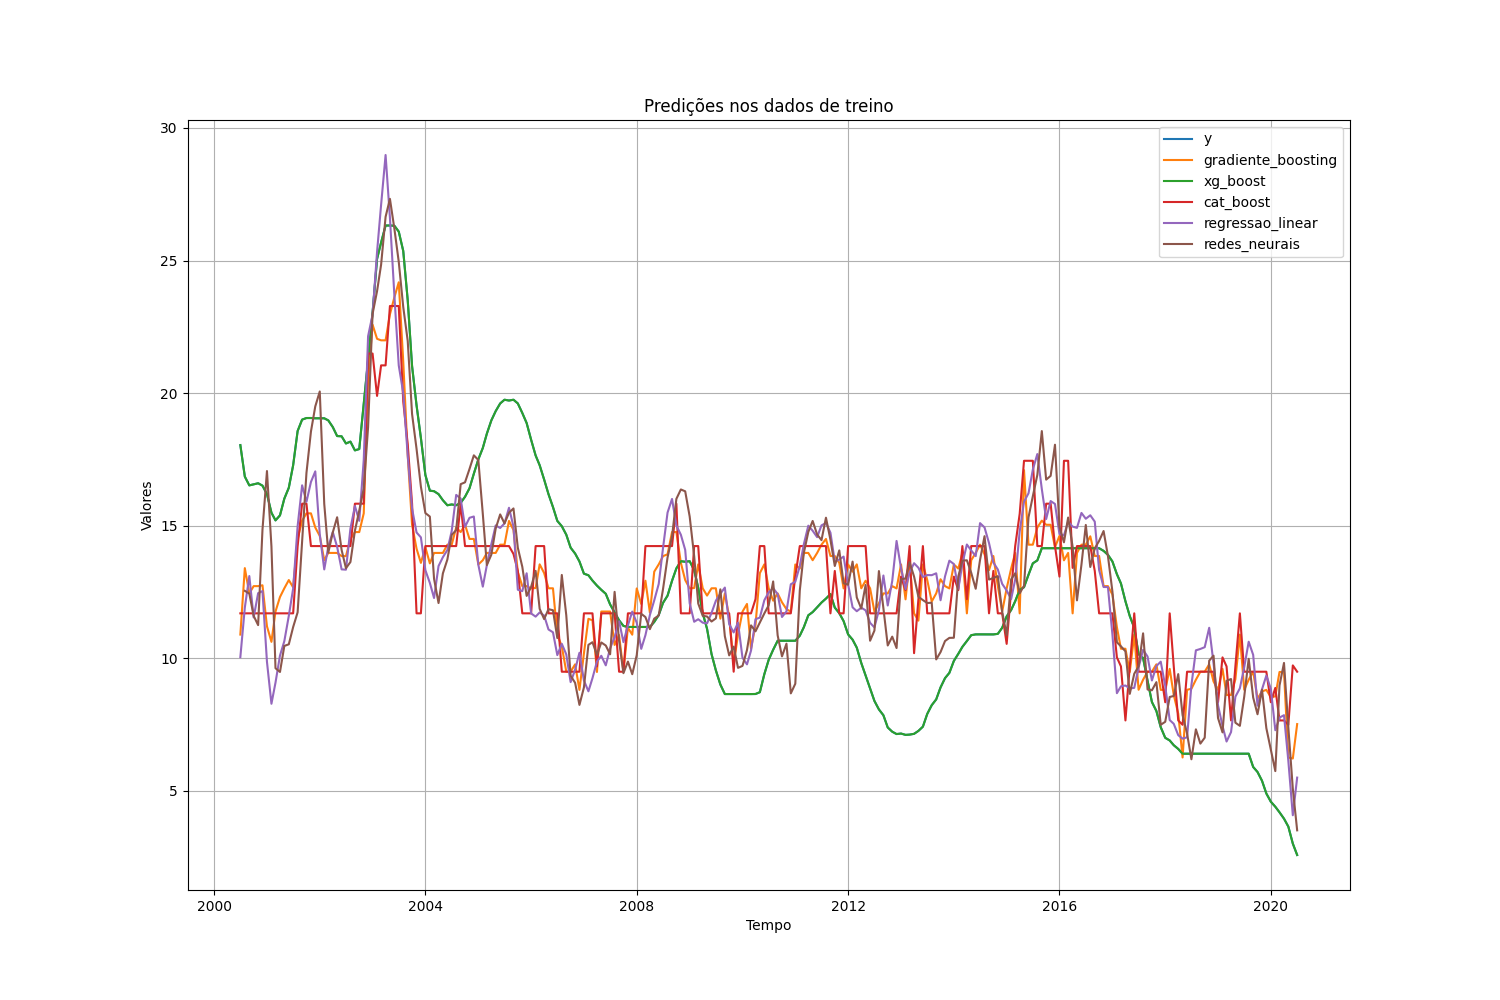 Predições nos dados de treino
y
gradiente_boosting
xg_boost
cat_boost
regressao_linear
redes_neurais
Valores
30
25
20
15
10
5
2000 2004 2008 2012 2016 2020
Tempo